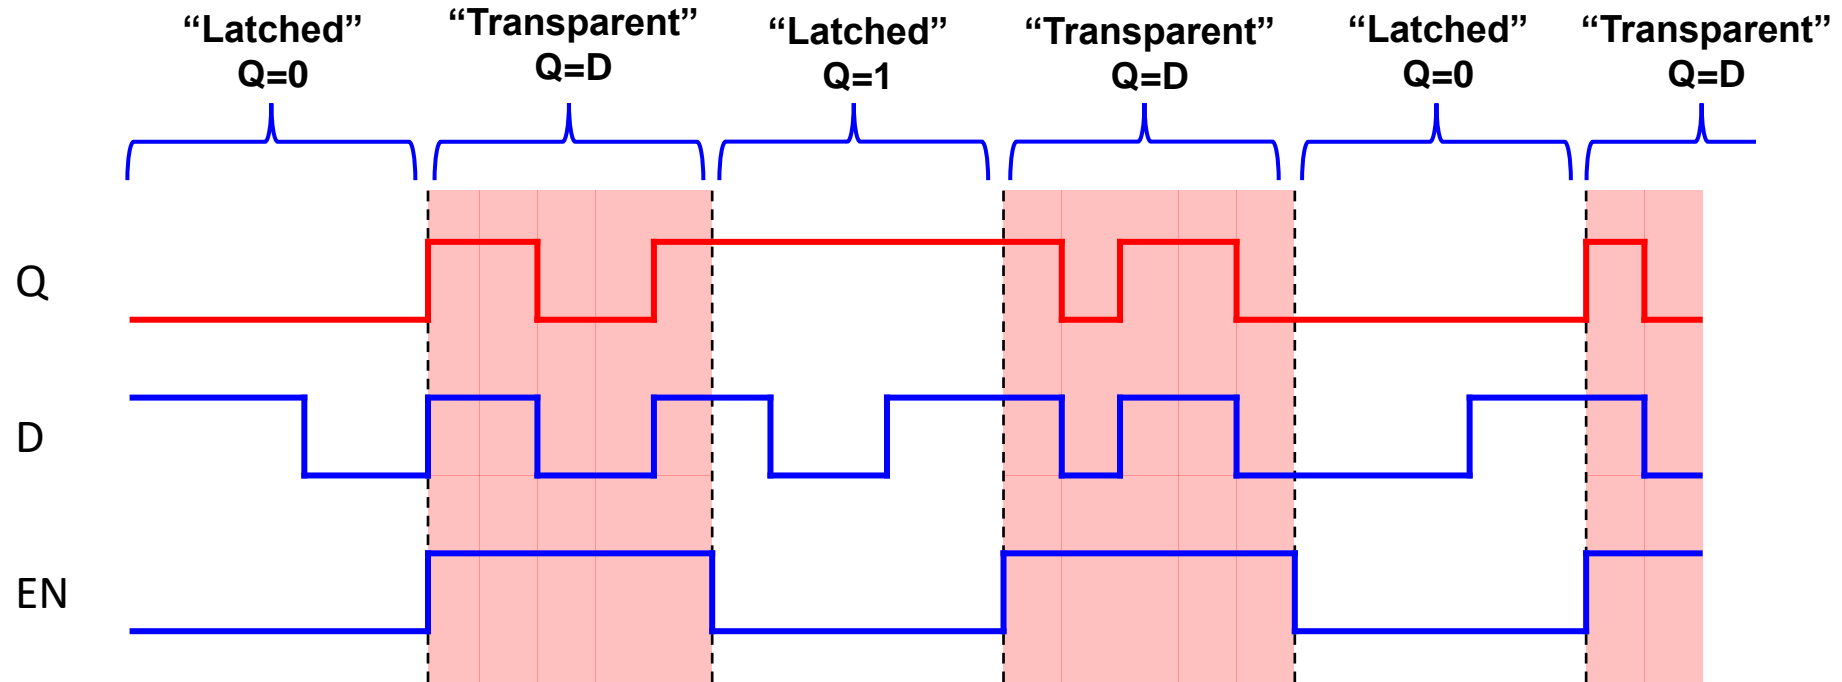 “Latched”
Q=0
“Transparent”
Q=D
“Latched”
Q=1
“Transparent”
Q=D
“Latched”
Q=0
“Transparent”
Q=D
Q
D
EN